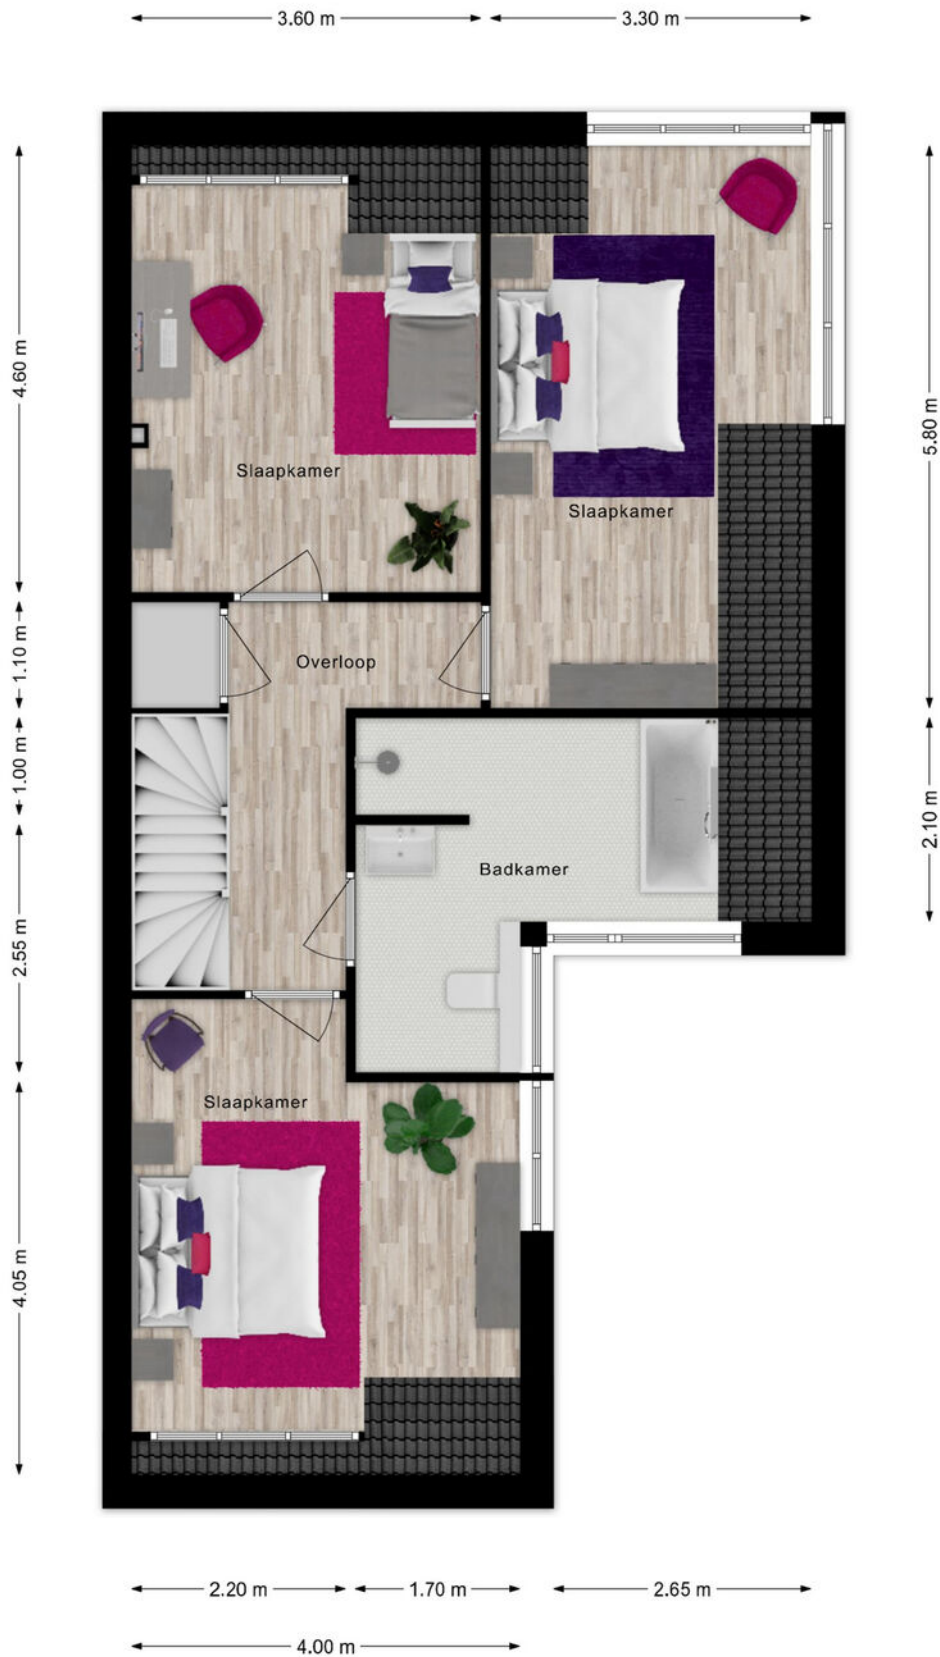 3.60 m
3.30 m
4.60 m
5.80 m
Slaapkamer
Slaapkamer
1.10 m
Overloop
1.00 m
2.10 m
Badkamer
2.55 m
Slaapkamer
4.05 m
2.20 m
1.70 m
2.65 m
4.00 m